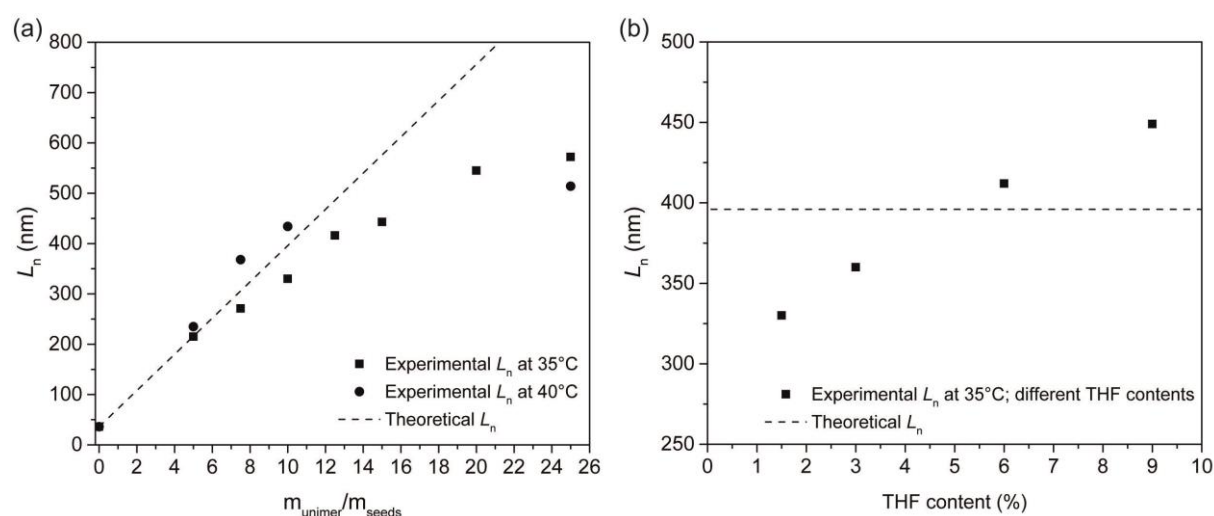 (a)
800
700
600
500
400
300
200
100
0
L_n (nm)
■ Experimental L_n at 35°C
● Experimental L_n at 40°C
---- Theoretical L_n
0 2 4 6 8 10 12 14 16 18 20 22 24 26
m_unimer/m_seeds
(b)
500
450
400
350
300
250
L_n (nm)
■ Experimental L_n at 35°C; different THF contents
---- Theoretical L_n
0 1 2 3 4 5 6 7 8 9 10
THF content (%)